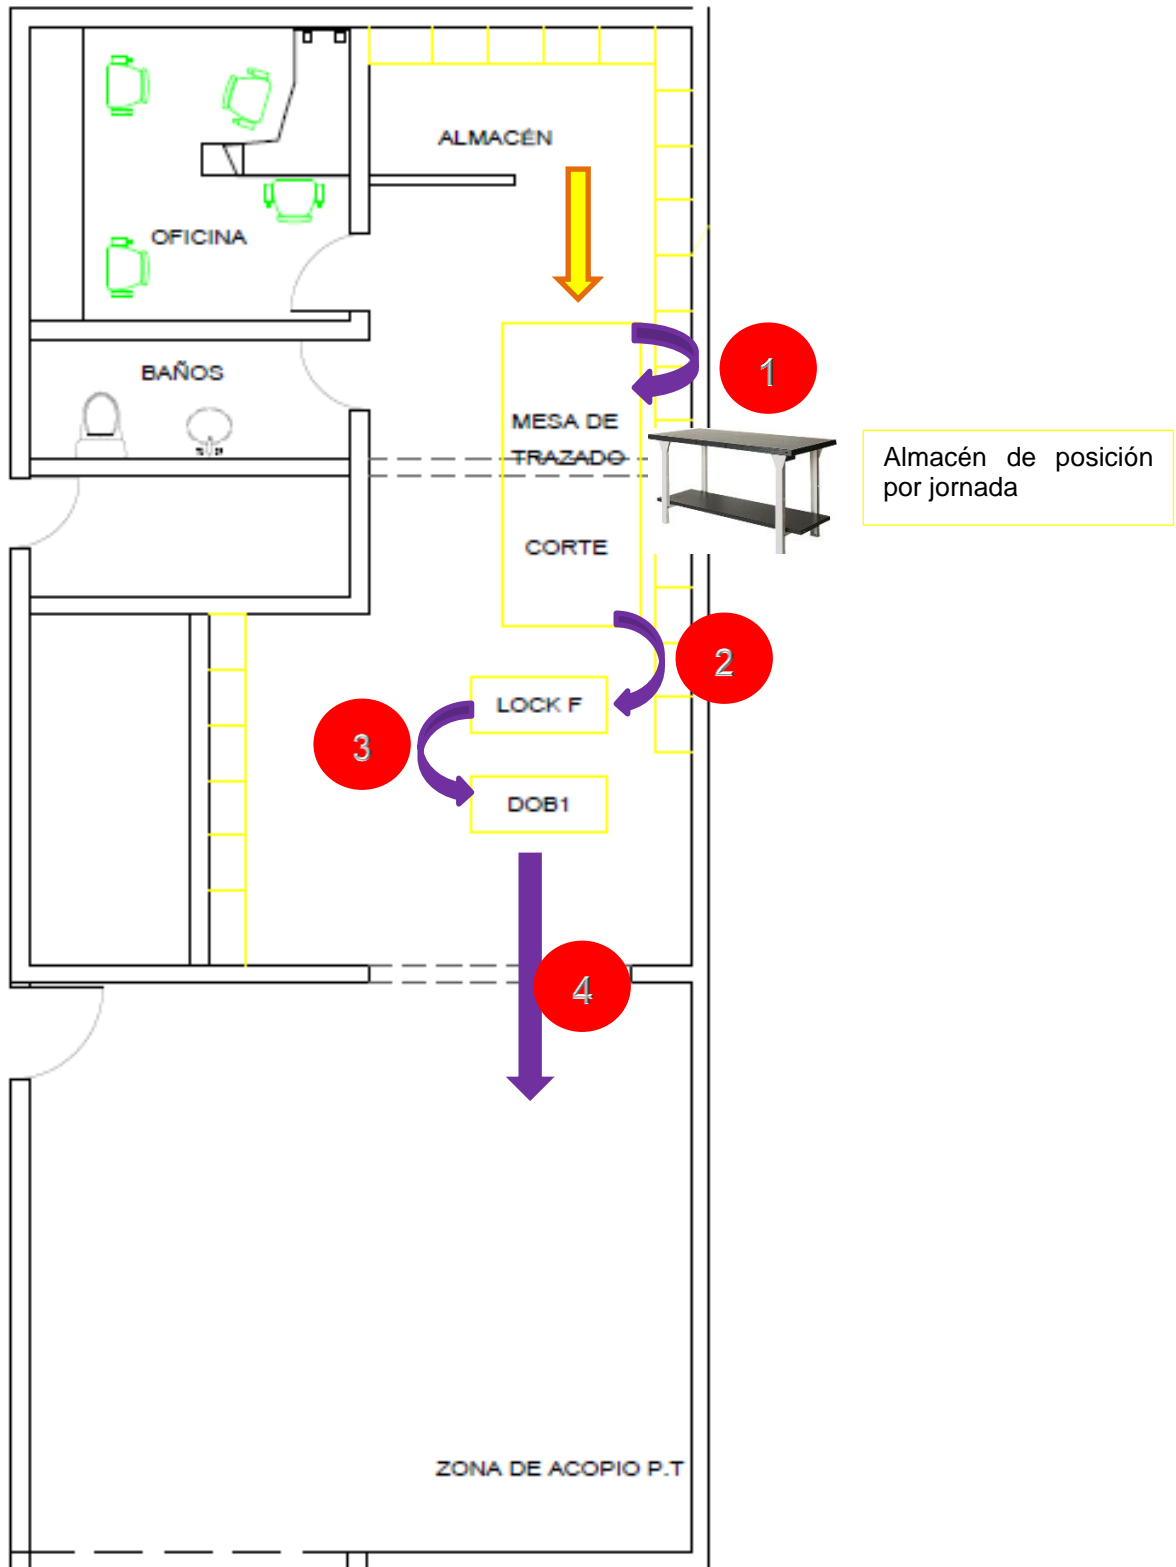 ALMACÉN
OFICINA
BAÑOS
1
MESA DE
TRAZADO
CORTE
Almacén de posición
por jornada
2
LOCK F
3
DOB1
4
ZONA DE ACOPIO P.T